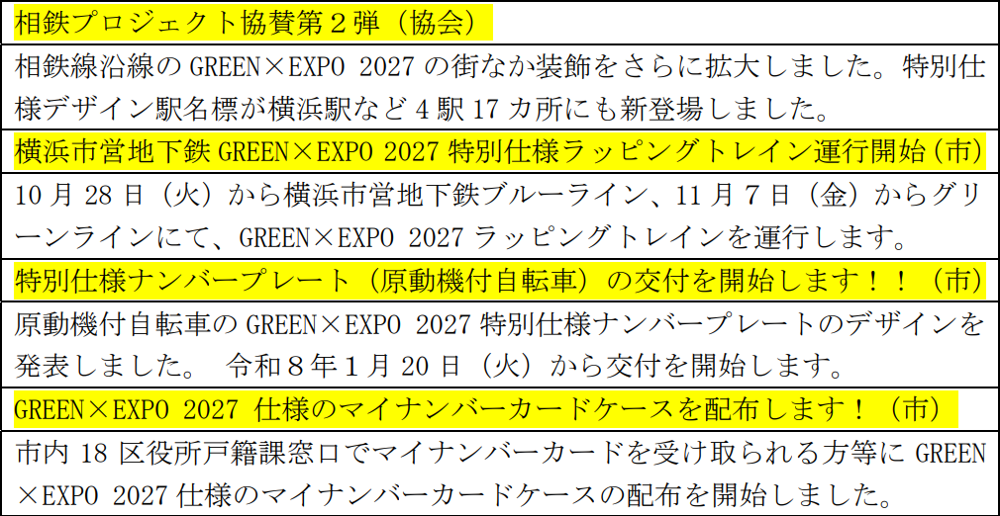 相鉄プロジェクト協賛第２弾（協会）
相鉄線沿線の GREEN×EXPO 2027 の街なか装飾をさらに拡大しました。特別仕
様デザイン駅名標が横浜駅など 4 駅 17 カ所にも新登場しました。
横浜市営地下鉄 GREEN×EXPO 2027 特別仕様ラッピングトレイン運行開始（市）
10 月 28 日（火）から横浜市営地下鉄ブルーライン、11 月７日（金）からグリ
ーンラインにて、GREEN×EXPO 2027 ラッピングトレインを運行します。
特別仕様ナンバープレート（原動機付自転車）の交付を開始します！！（市）
原動機付自転車の GREEN×EXPO 2027 特別仕様ナンバープレートのデザインを
発表しました。 令和８年１月 20 日（火）から交付を開始します。
GREEN×EXPO 2027 仕様のマイナンバーカードケースを配布します！（市）
市内 18 区役所戸籍課窓口でマイナンバーカードを受け取られる方等に GREEN
×EXPO 2027 仕様のマイナンバーカードケースの配布を開始しました。